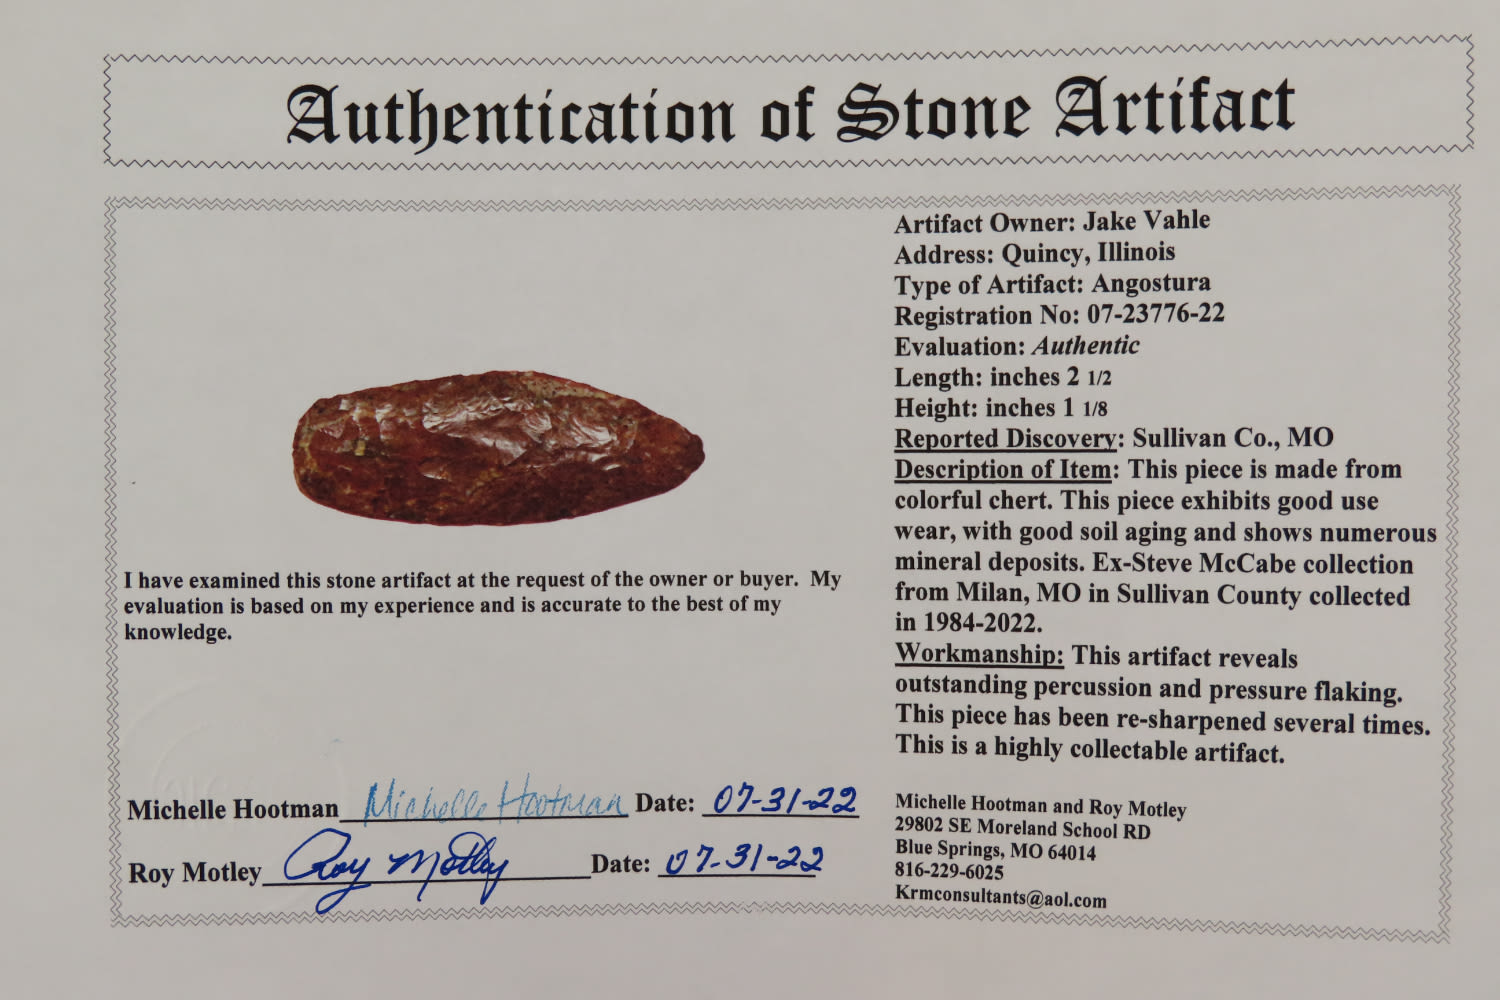 Authentication of Stone Artifact
Artifact Owner: Jake Vahle
Address: Quincy, Illinois
Type of Artifact: Angostura
Registration No: 07-23776-22
Evaluation: Authentic
Length: inches 2 1/2
Height: inches 1 1/8
Reported Discovery: Sullivan Co., MO
Description of Item: This piece is made from
colorful chert. This piece exhibits good use
wear, with good soil aging and shows numerous
mineral deposits. Ex-Steve McCabe collection
from Milan, MO in Sullivan County collected
in 1984-2022.
Workmanship: This artifact reveals
outstanding percussion and pressure flaking.
This piece has been re-sharpened several times.
This is a highly collectable artifact.
I have examined this stone artifact at the request of the owner or buyer. My
evaluation is based on my experience and is accurate to the best of my
knowledge.
Michelle Hootman Michelle Hootman Date: 07-31-22
Roy Motley Roy Motley Date: 07-31-22
Michelle Hootman and Roy Motley
29802 SE Moreland School RD
Blue Springs, MO 64014
816-229-6025
Krmconsultants@aol.com